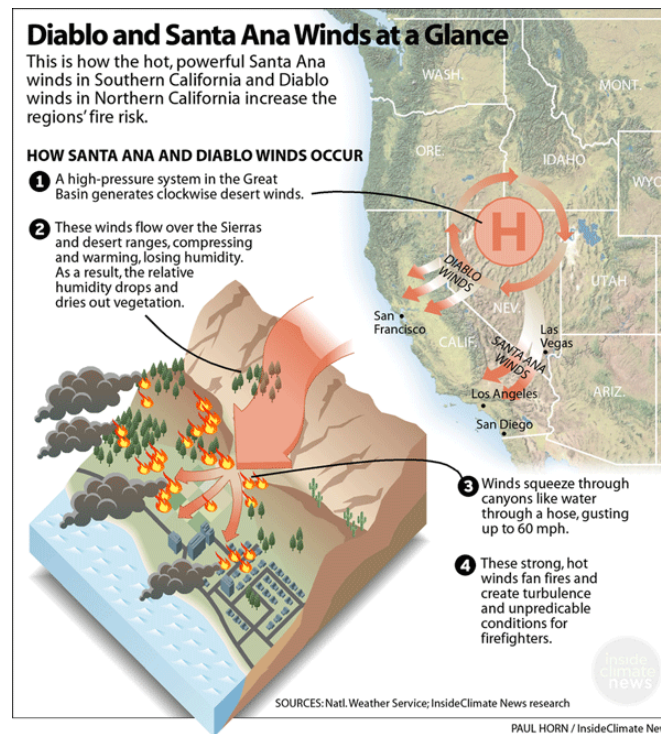 Diablo and Santa Ana Winds at a Glance
This is how the hot, powerful Santa Ana
winds in Southern California and Diablo
winds in Northern California increase the
regions' fire risk.
HOW SANTA ANA AND DIABLO WINDS OCCUR
1 A high-pressure system in the Great
Basin generates clockwise desert winds.
2 These winds flow over the Sierras
and desert ranges, compressing
and warming, losing humidity.
As a result, the relative
humidity drops and
dries out vegetation.
WASH.
MONT.
ORE.
IDAHO
WYO
H
DIABLO
WINDS
UTAH
NEV.
San
Francisco
CALIF.
Las
Vegas
SANTA ANA
WINDS
ARIZ.
Los Angeles
San Diego
3 Winds squeeze through
canyons like water
through a hose, gusting
up to 60 mph.
4 These strong, hot
winds fan fires and
create turbulence
and unpredicable
conditions for
firefighters.
inside
climate
news
SOURCES: Natl. Weather Service; InsideClimate News research
PAUL HORN / InsideClimate Nev